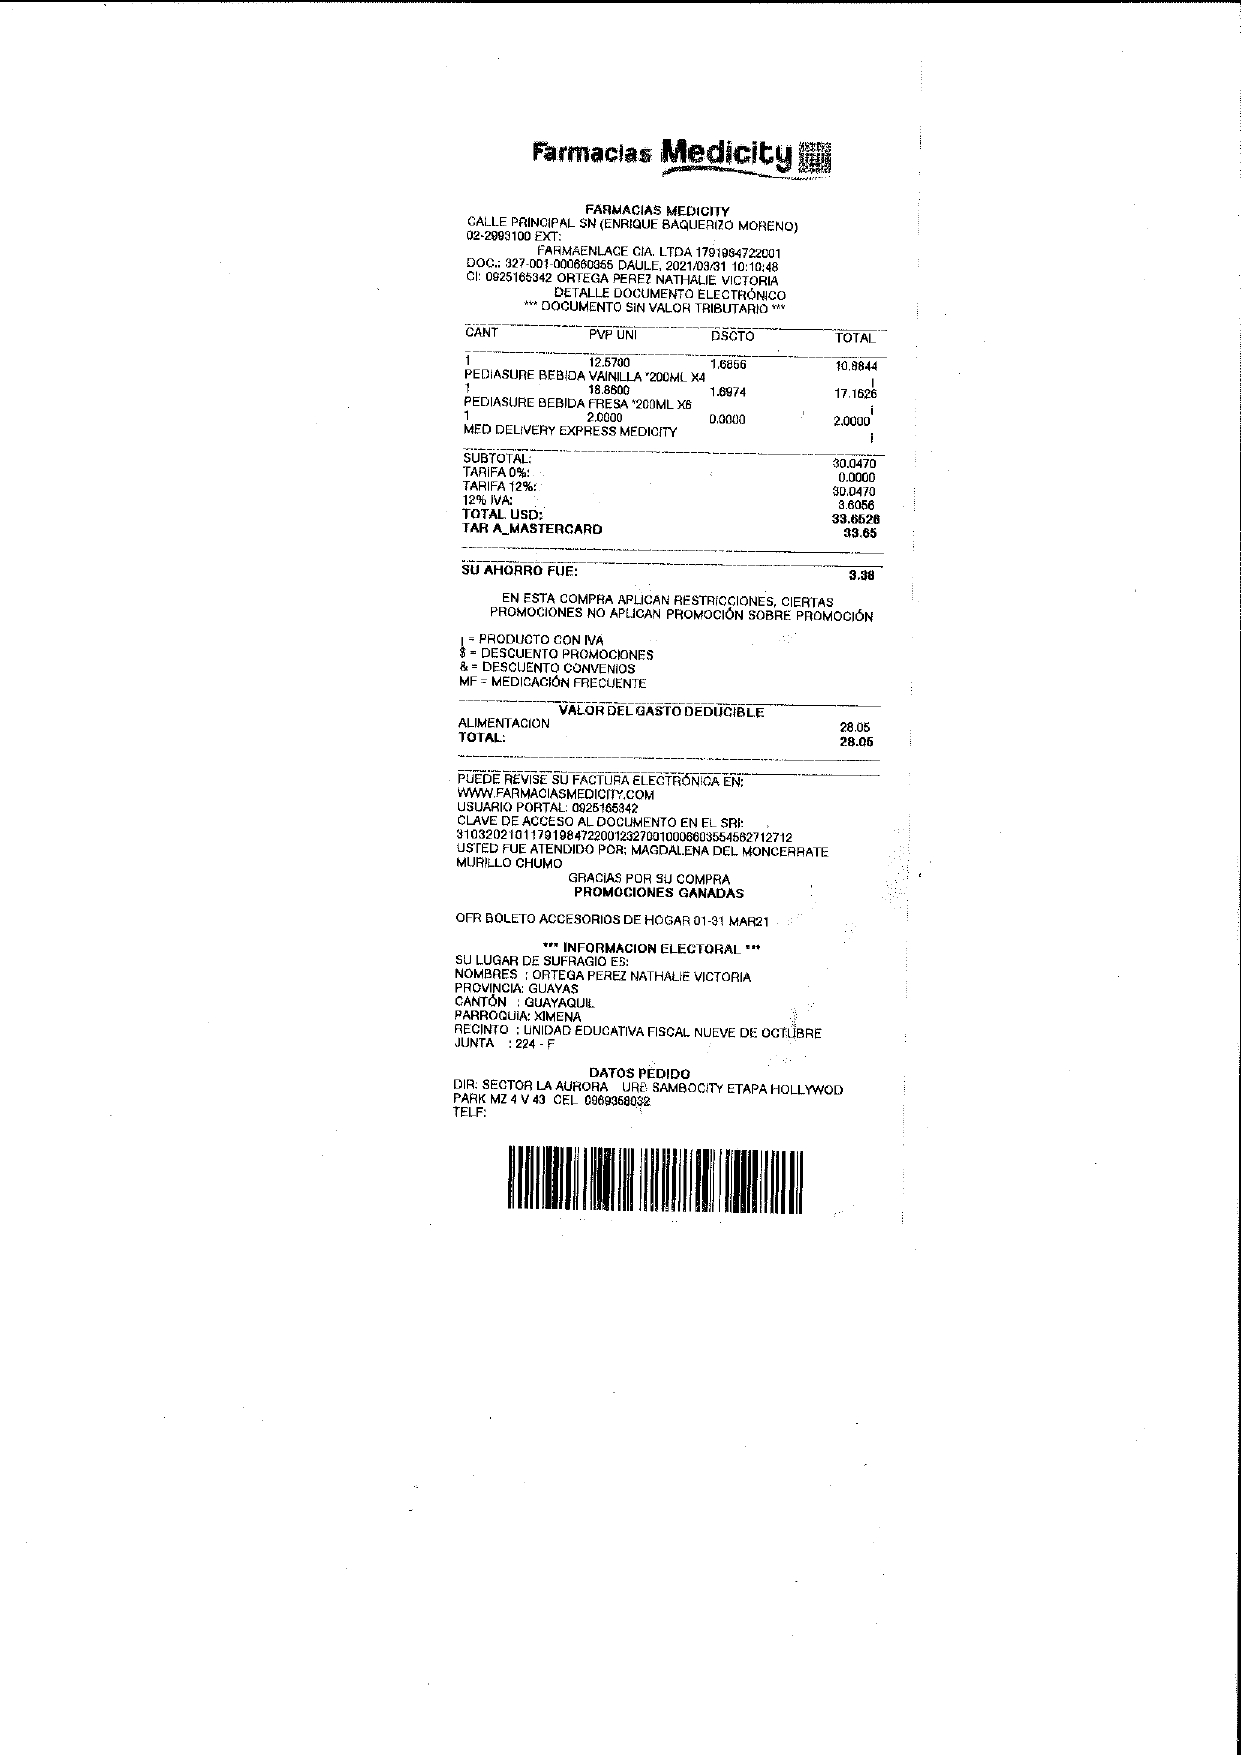 Farmacias Medicity
FARMACIAS MEDICITY
CALLE PRINCIPAL SN (ENRIQUE BAQUERIZO MORENO)
02-2993100 EXT:
FARMAENLACE CIA. LTDA 1791984722001
DOC.: 327-001-000660355 DAULE, 2021/03/31 10:10:48
CI: 0925165342 ORTEGA PEREZ NATHALIE VICTORIA
DETALLE DOCUMENTO ELECTRÓNICO
*** DOCUMENTO SIN VALOR TRIBUTARIO ***
CANT PVP UNI DSCTO TOTAL
1 12.5700 1.6856 10.8844
PEDIASURE BEBIDA VAINILLA *200ML X4 i
1 18.8600 1.6974 17.1626
PEDIASURE BEBIDA FRESA *200ML X6 i
1 2.0000 0.0000 2.0000
MED DELIVERY EXPRESS MEDICITY i
SUBTOTAL: 30.0470
TARIFA 0%: 0.0000
TARIFA 12%: 30.0470
12% IVA: 3.6056
TOTAL USD: 33.6526
TAR A_MASTERCARD 33.65
SU AHORRO FUE: 3.38
EN ESTA COMPRA APLICAN RESTRICCIONES, CIERTAS
PROMOCIONES NO APLICAN PROMOCIÓN SOBRE PROMOCIÓN
i = PRODUCTO CON IVA
$ = DESCUENTO PROMOCIONES
& = DESCUENTO CONVENIOS
MF = MEDICACIÓN FRECUENTE
VALOR DEL GASTO DEDUCIBLE
ALIMENTACION 28.05
TOTAL: 28.05
PUEDE REVISE SU FACTURA ELECTRÓNICA EN:
WWW.FARMACIASMEDICITY.COM
USUARIO PORTAL: 0925165342
CLAVE DE ACCESO AL DOCUMENTO EN EL SRI:
3103202101179198472200123270010006603554562712712
USTED FUE ATENDIDO POR: MAGDALENA DEL MONCERRATE
MURILLO CHUMO
GRACIAS POR SU COMPRA
PROMOCIONES GANADAS
OFR BOLETO ACCESORIOS DE HOGAR 01-31 MAR21
*** INFORMACION ELECTORAL ***
SU LUGAR DE SUFRAGIO ES:
NOMBRES : ORTEGA PEREZ NATHALIE VICTORIA
PROVINCIA: GUAYAS
CANTÓN : GUAYAQUIL
PARROQUIA: XIMENA
RECINTO : UNIDAD EDUCATIVA FISCAL NUEVE DE OCTUBRE
JUNTA : 224 - F
DATOS PEDIDO
DIR: SECTOR LA AURORA URB SAMBOCITY ETAPA HOLLYWOD
PARK MZ 4 V 43 CEL 0969358032
TELF: